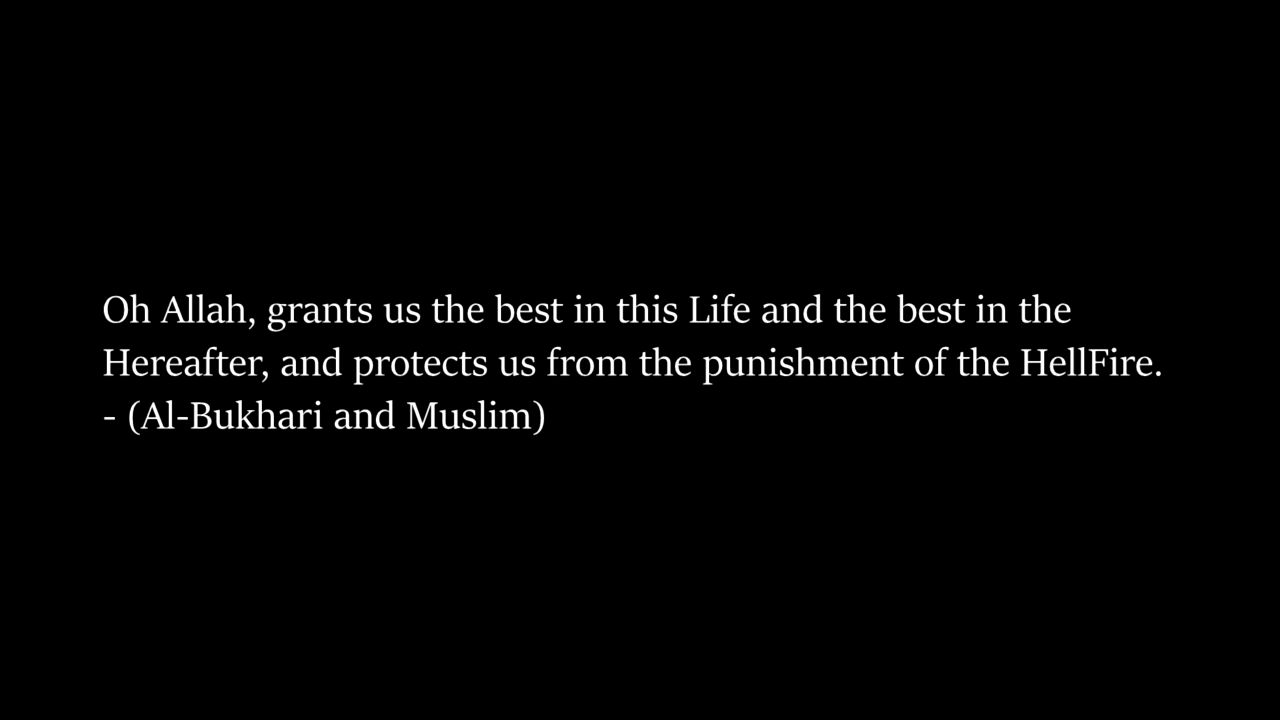 Oh Allah, grants us the best in this Life and the best in the
Hereafter, and protects us from the punishment of the HellFire.
- (Al-Bukhari and Muslim)